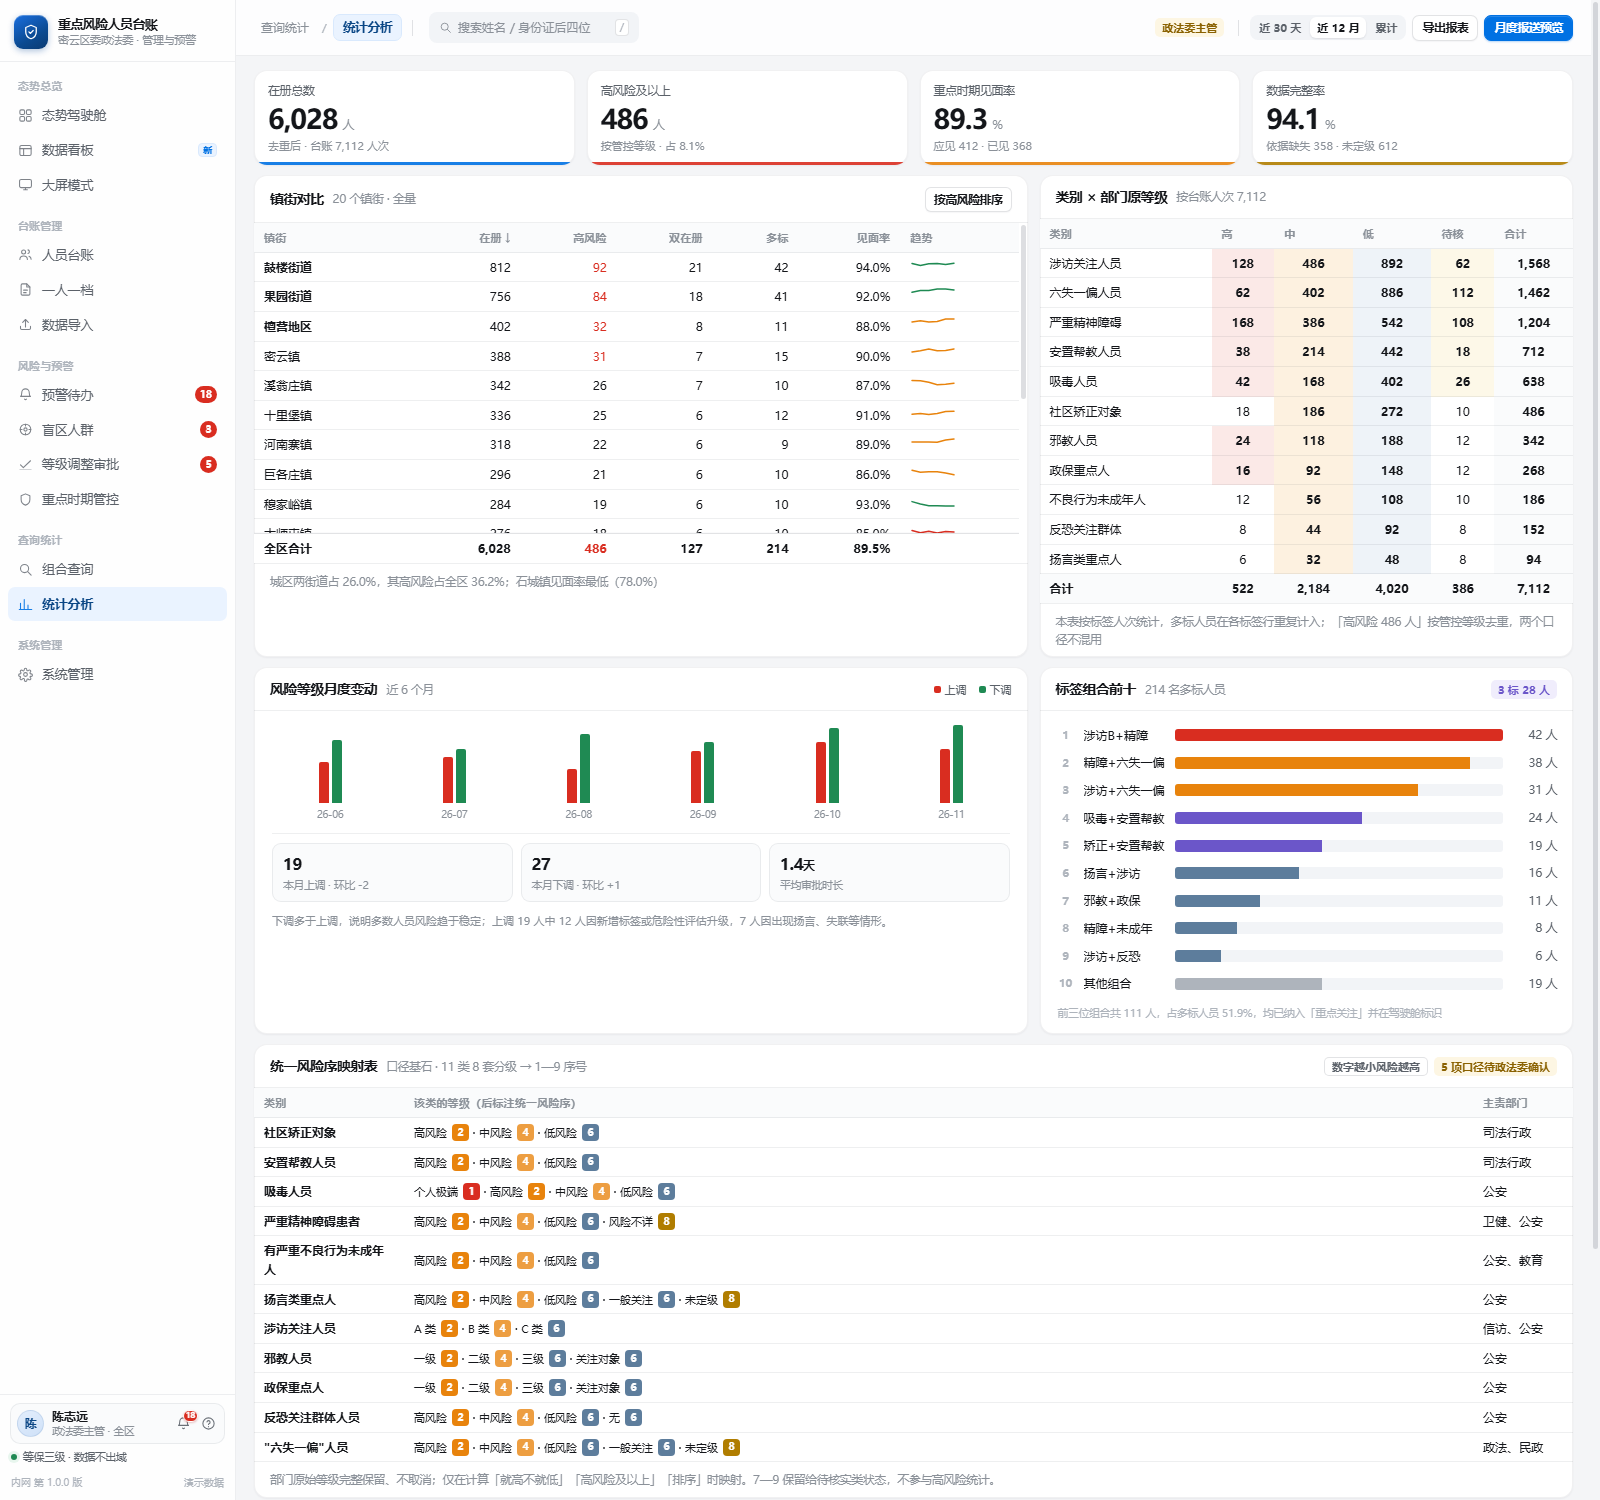 重点风险人员台账
密云区委政法委 · 管理与预警
态势总览
态势驾驶舱
数据看板 新
大屏模式
台账管理
人员台账
一人一档
数据导入
风险与预警
预警待办 18
盲区人群 3
等级调整审批 5
重点时期管控
查询统计
组合查询
统计分析
系统管理
系统管理
陈 陈志远
政法委主管 · 全区
18
等保三级 · 数据不出域
内网 第 1.0.0 版 演示数据
查询统计 / 统计分析 搜索姓名 / 身份证后四位 / 政法委主管 近 30 天 近 12 月 累计 导出报表 月度报送预览
在册总数
6,028 人
去重后 · 台账 7,112 人次
高风险及以上
486 人
按管控等级 · 占 8.1%
重点时期见面率
89.3 %
应见 412 · 已见 368
数据完整率
94.1 %
依据缺失 358 · 未定级 612
镇街对比 20 个镇街 · 全量 按高风险排序
镇街 在册 ↓ 高风险 双在册 多标 见面率 趋势
鼓楼街道 812 92 21 42 94.0%
果园街道 756 84 18 41 92.0%
檀营地区 402 32 8 11 88.0%
密云镇 388 31 7 15 90.0%
溪翁庄镇 342 26 7 10 87.0%
十里堡镇 336 25 6 12 91.0%
河南寨镇 318 22 6 9 89.0%
巨各庄镇 296 21 6 10 86.0%
穆家峪镇 284 19 6 10 93.0%
太师屯镇 276 18 6 10 85.0%
全区合计 6,028 486 127 214 89.5%
城区两街道占 26.0%，其高风险占全区 36.2%；石城镇见面率最低（78.0%）
类别 × 部门原等级 按台账人次 7,112
类别 高 中 低 待核 合计
涉访关注人员 128 486 892 62 1,568
六失一偏人员 62 402 886 112 1,462
严重精神障碍 168 386 542 108 1,204
安置帮教人员 38 214 442 18 712
吸毒人员 42 168 402 26 638
社区矫正对象 18 186 272 10 486
邪教人员 24 118 188 12 342
政保重点人 16 92 148 12 268
不良行为未成年人 12 56 108 10 186
反恐关注群体 8 44 92 8 152
扬言类重点人 6 32 48 8 94
合计 522 2,184 4,020 386 7,112
本表按标签人次统计，多标人员在各标签行重复计入；「高风险 486 人」按管控等级去重，两个口
径不混用
风险等级月度变动 近 6 个月 上调 下调
26-06 26-07 26-08 26-09 26-10 26-11
19
本月上调 · 环比 -2
27
本月下调 · 环比 +1
1.4天
平均审批时长
下调多于上调，说明多数人员风险趋于稳定；上调 19 人中 12 人因新增标签或危险性评估升级，7 人因出现扬言、失联等情形。
标签组合前十 214 名多标人员 3 标 28 人
1 涉访B+精障 42 人
2 精障+六失一偏 38 人
3 涉访+六失一偏 31 人
4 吸毒+安置帮教 24 人
5 矫正+安置帮教 19 人
6 扬言+涉访 16 人
7 邪教+政保 11 人
8 精障+未成年 8 人
9 涉访+反恐 6 人
10 其他组合 19 人
前三位组合共 111 人，占多标人员 51.9%，均已纳入「重点关注」并在驾驶舱标识
统一风险序映射表 口径基石 · 11 类 8 套分级 → 1—9 序号 数字越小风险越高 5 项口径待政法委确认
类别 该类的等级（后标注统一风险序） 主责部门
社区矫正对象 高风险 2 · 中风险 4 · 低风险 6 司法行政
安置帮教人员 高风险 2 · 中风险 4 · 低风险 6 司法行政
吸毒人员 个人极端 1 · 高风险 2 · 中风险 4 · 低风险 6 公安
严重精神障碍患者 高风险 2 · 中风险 4 · 低风险 6 · 风险不详 8 卫健、公安
有严重不良行为未成年
人 高风险 2 · 中风险 4 · 低风险 6 公安、教育
扬言类重点人 高风险 2 · 中风险 4 · 低风险 6 · 一般关注 6 · 未定级 8 公安
涉访关注人员 A 类 2 · B 类 4 · C 类 6 信访、公安
邪教人员 一级 2 · 二级 4 · 三级 6 · 关注对象 6 公安
政保重点人 一级 2 · 二级 4 · 三级 6 · 关注对象 6 公安
反恐关注群体人员 高风险 2 · 中风险 4 · 低风险 6 · 无 6 公安
"六失一偏"人员 高风险 2 · 中风险 4 · 低风险 6 · 一般关注 6 · 未定级 8 政法、民政
部门原始等级完整保留、不取消；仅在计算「就高不就低」「高风险及以上」「排序」时映射。7—9 保留给待核实类状态，不参与高风险统计。